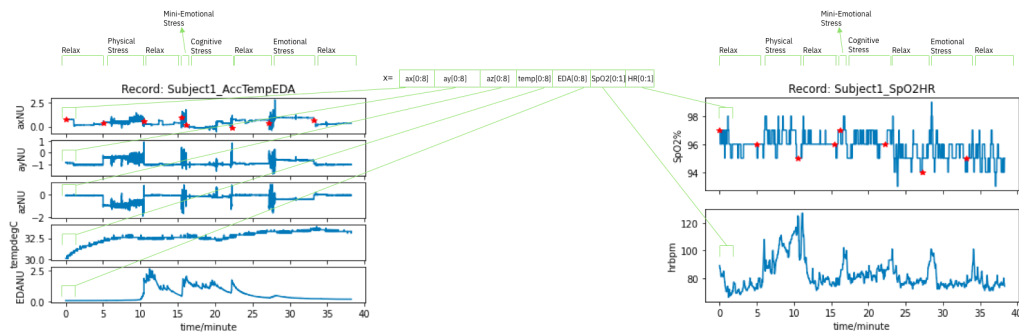 Mini-Emotional
Stress
Relax
Physical
Stress
Relax
Cognitive
Stress
Relax
Emotional
Stress
Relax
Record: Subject1_AccTempEDA
axNU
2.5
0.0
ayNU
1
0
−1
azNU
0
−2
tempdegC
32.5
30.0
EDANU
2.5
0.0
0 5 10 15 20 25 30 35 40
time/minute
x= ax[0:8] ay[0:8] az[0:8] temp[0:8] EDA[0:8] SpO2[0:1] HR[0:1]
Mini-Emotional
Stress
Relax
Physical
Stress
Relax
Cognitive
Stress
Relax
Emotional
Stress
Relax
Record: Subject1_SpO2HR
SpO2%
98
96
94
hrbpm
120
100
80
0 5 10 15 20 25 30 35 40
time/minute